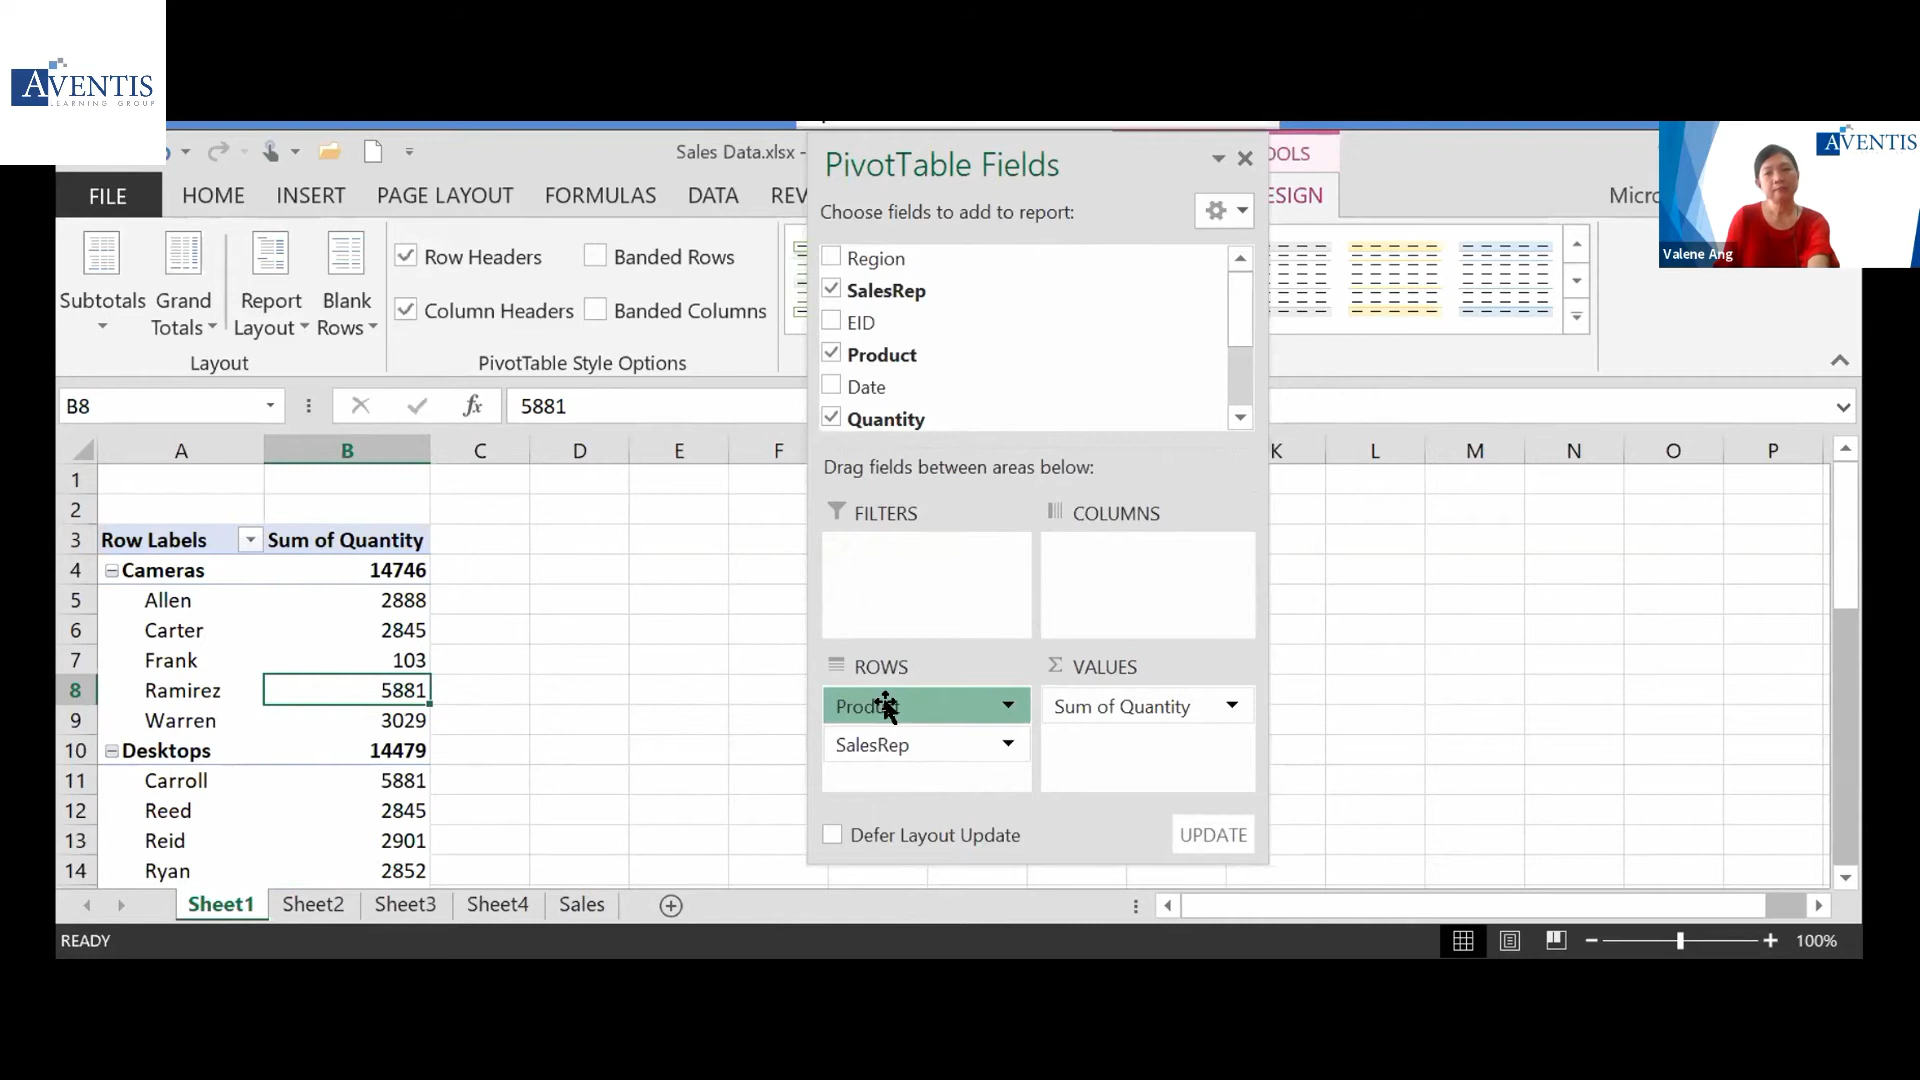 AVENTIS
LEARNING GROUP
Sales Data.xlsx -
FILE
HOME
INSERT
PAGE LAYOUT
FORMULAS
DATA
REV
OOLS
ESIGN
Micro
Subtotals
Grand
Totals
Report
Layout
Blank
Rows
Layout
Row Headers
Banded Rows
Column Headers
Banded Columns
PivotTable Style Options
AVENTIS
Valene Ang
B8
fx
5881
A B C D E F K L M N O P
1
2
3 Row Labels Sum of Quantity
4 Cameras 14746
5 Allen 2888
6 Carter 2845
7 Frank 103
8 Ramirez 5881
9 Warren 3029
10 Desktops 14479
11 Carroll 5881
12 Reed 2845
13 Reid 2901
14 Ryan 2852
PivotTable Fields
Choose fields to add to report:
Region
SalesRep
EID
Product
Date
Quantity
Drag fields between areas below:
FILTERS
COLUMNS
ROWS
Σ VALUES
Product
Sum of Quantity
SalesRep
Defer Layout Update
UPDATE
Sheet1 Sheet2 Sheet3 Sheet4 Sales
READY
100%